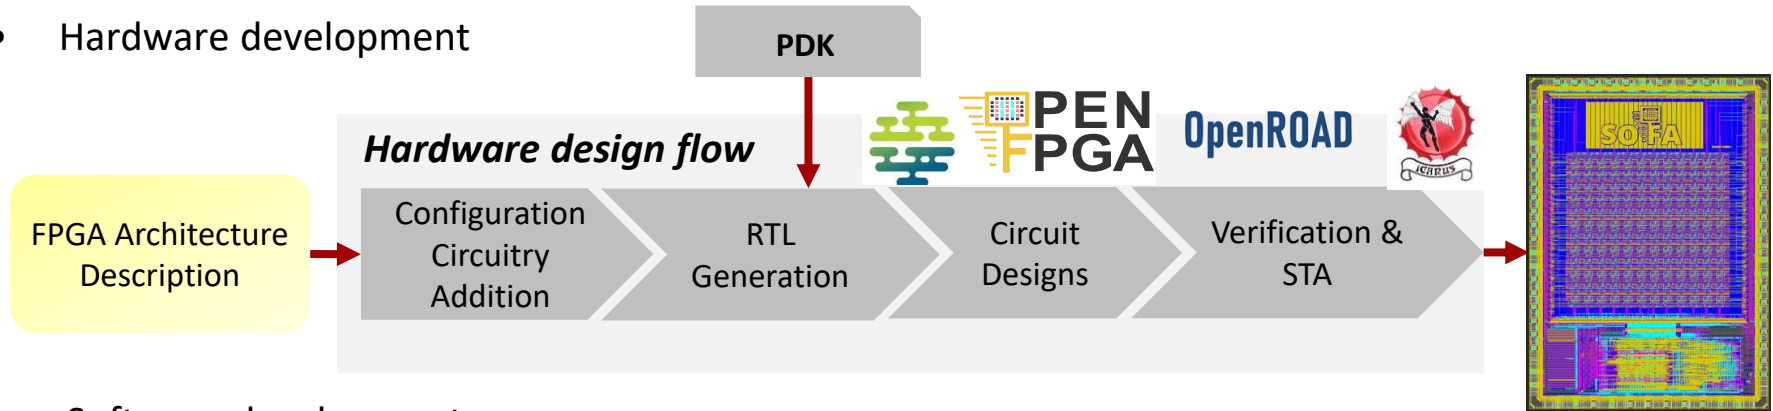 • Hardware development
PDK
Hardware design flow
OPEN
FPGA
OpenROAD
ICARUS
FPGA Architecture
Description
Configuration
Circuitry
Addition
RTL
Generation
Circuit
Designs
Verification &
STA
SOFA